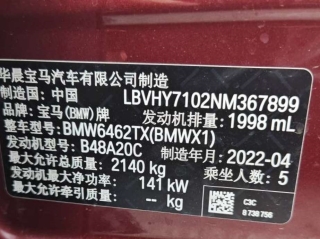 华晨宝马汽车有限公司制造
制造国: 中国 LBVHY7102NM367899
品牌: 宝马(BMW)牌 发动机排量: 1998 mL
整车型号: BMW6462TX(BMWX1)
发动机型号: B48A20C 制造年月: 2022-04
最大允许总质量: 2140 kg 乘坐人数: 5
发动机最大净功率: 141 kW
最大允许牵引质量: -- kg
C3C
0 738 756